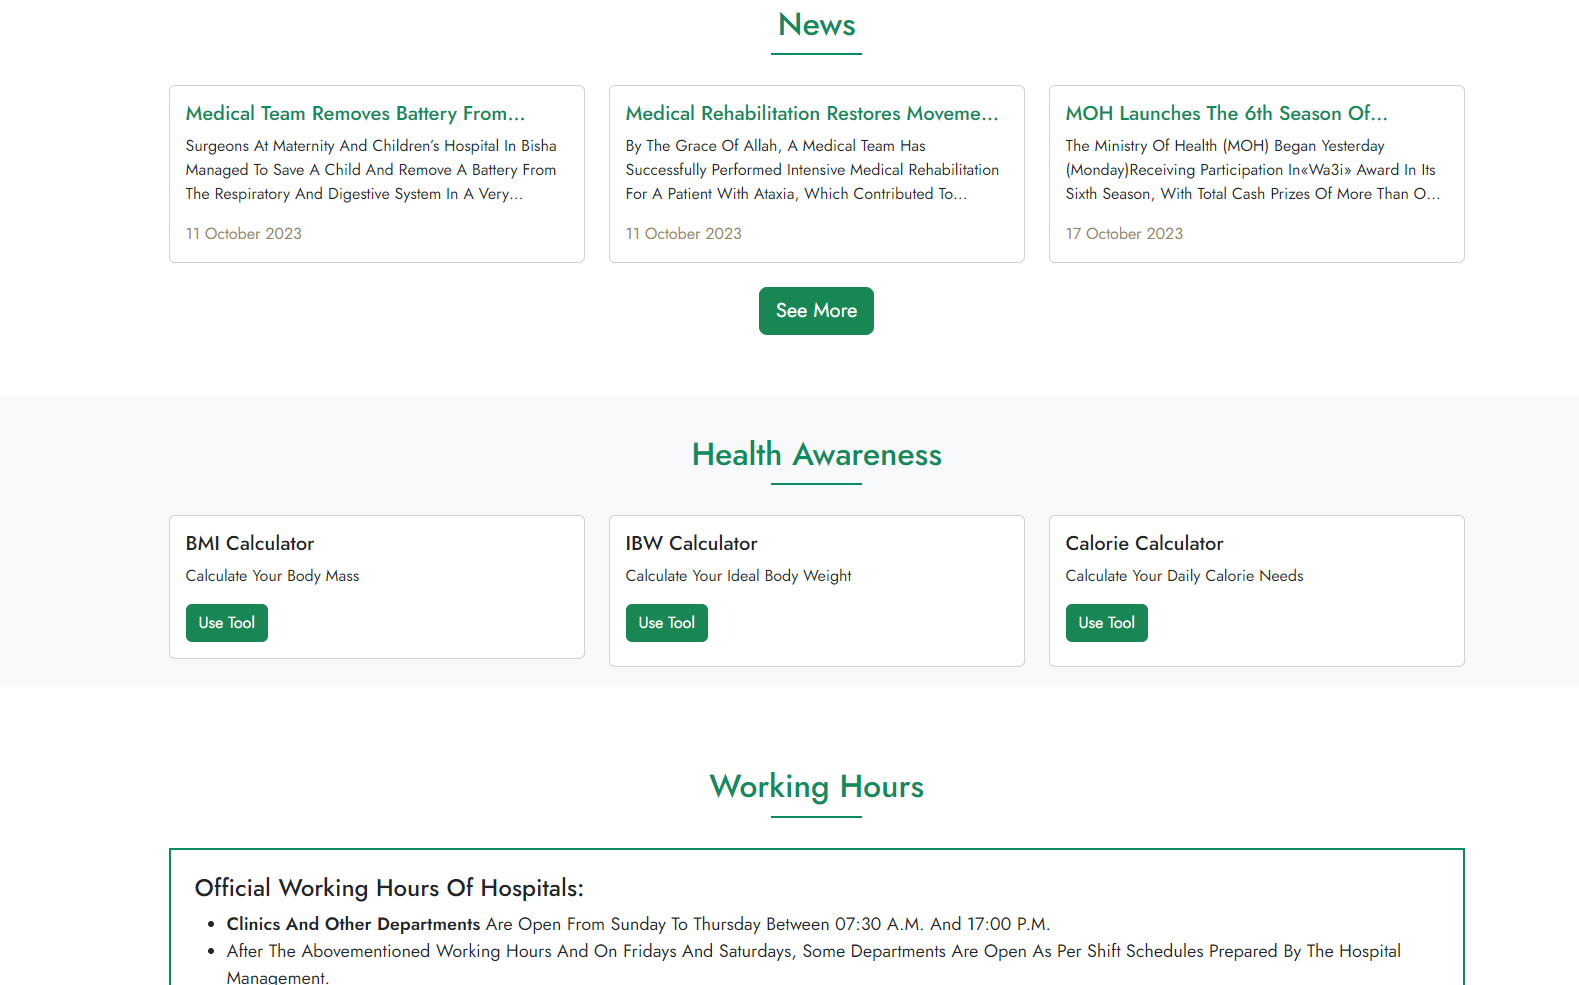 News
Medical Team Removes Battery From...
Surgeons At Maternity And Children's Hospital In Bisha
Managed To Save A Child And Remove A Battery From
The Respiratory And Digestive System In A Very...
11 October 2023
Medical Rehabilitation Restores Moveme...
By The Grace Of Allah, A Medical Team Has
Successfully Performed Intensive Medical Rehabilitation
For A Patient With Ataxia, Which Contributed To...
11 October 2023
MOH Launches The 6th Season Of...
The Ministry Of Health (MOH) Began Yesterday
(Monday)Receiving Participation In«Wa3i» Award In Its
Sixth Season, With Total Cash Prizes Of More Than O...
17 October 2023
See More
Health Awareness
BMI Calculator
Calculate Your Body Mass
Use Tool
IBW Calculator
Calculate Your Ideal Body Weight
Use Tool
Calorie Calculator
Calculate Your Daily Calorie Needs
Use Tool
Working Hours
Official Working Hours Of Hospitals:
• Clinics And Other Departments Are Open From Sunday To Thursday Between 07:30 A.M. And 17:00 P.M.
• After The Abovementioned Working Hours And On Fridays And Saturdays, Some Departments Are Open As Per Shift Schedules Prepared By The Hospital
Management.